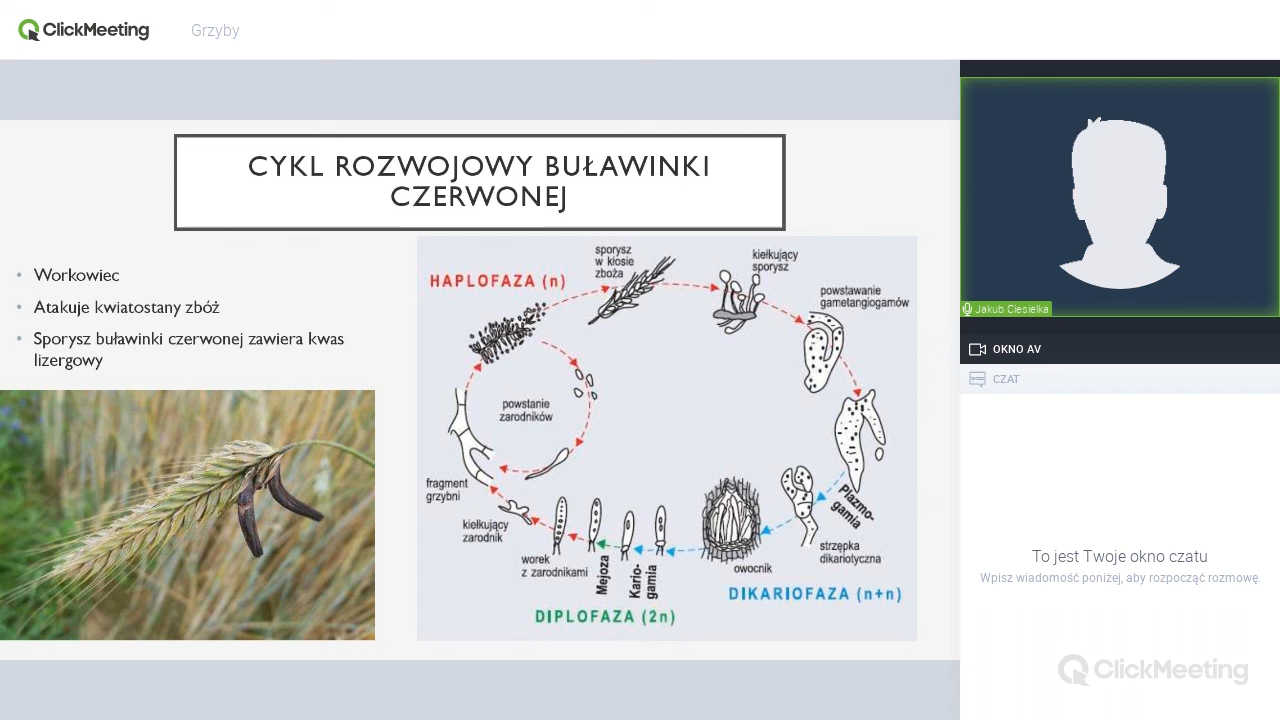 ClickMeeting
Grzyby
CYKL ROZWOJOWY BUŁAWINKI
CZERWONEJ
• Workowiec
• Atakuje kwiatostany zbóż
• Sporysz buławinki czerwonej zawiera kwas
lizergowy
HAPLOFAZA (n)
sporysz
w kłosie
zboża
kiełkujący
sporysz
powstawanie
gametangiogamów
powstanie
zarodników
fragment
grzybni
kiełkujący
zarodnik
worek
z zarodnikami
Mejoza
Kario-
gamia
owocnik
strzępka
dikariotyczna
Plazmo-
gamia
DIKARIOFAZA (n+n)
DIPLOFAZA (2n)
Jakub Ciesielka
OKNO AV
CZAT
To jest Twoje okno czatu
Wpisz wiadomość poniżej, aby rozpocząć rozmowę.
ClickMeeting